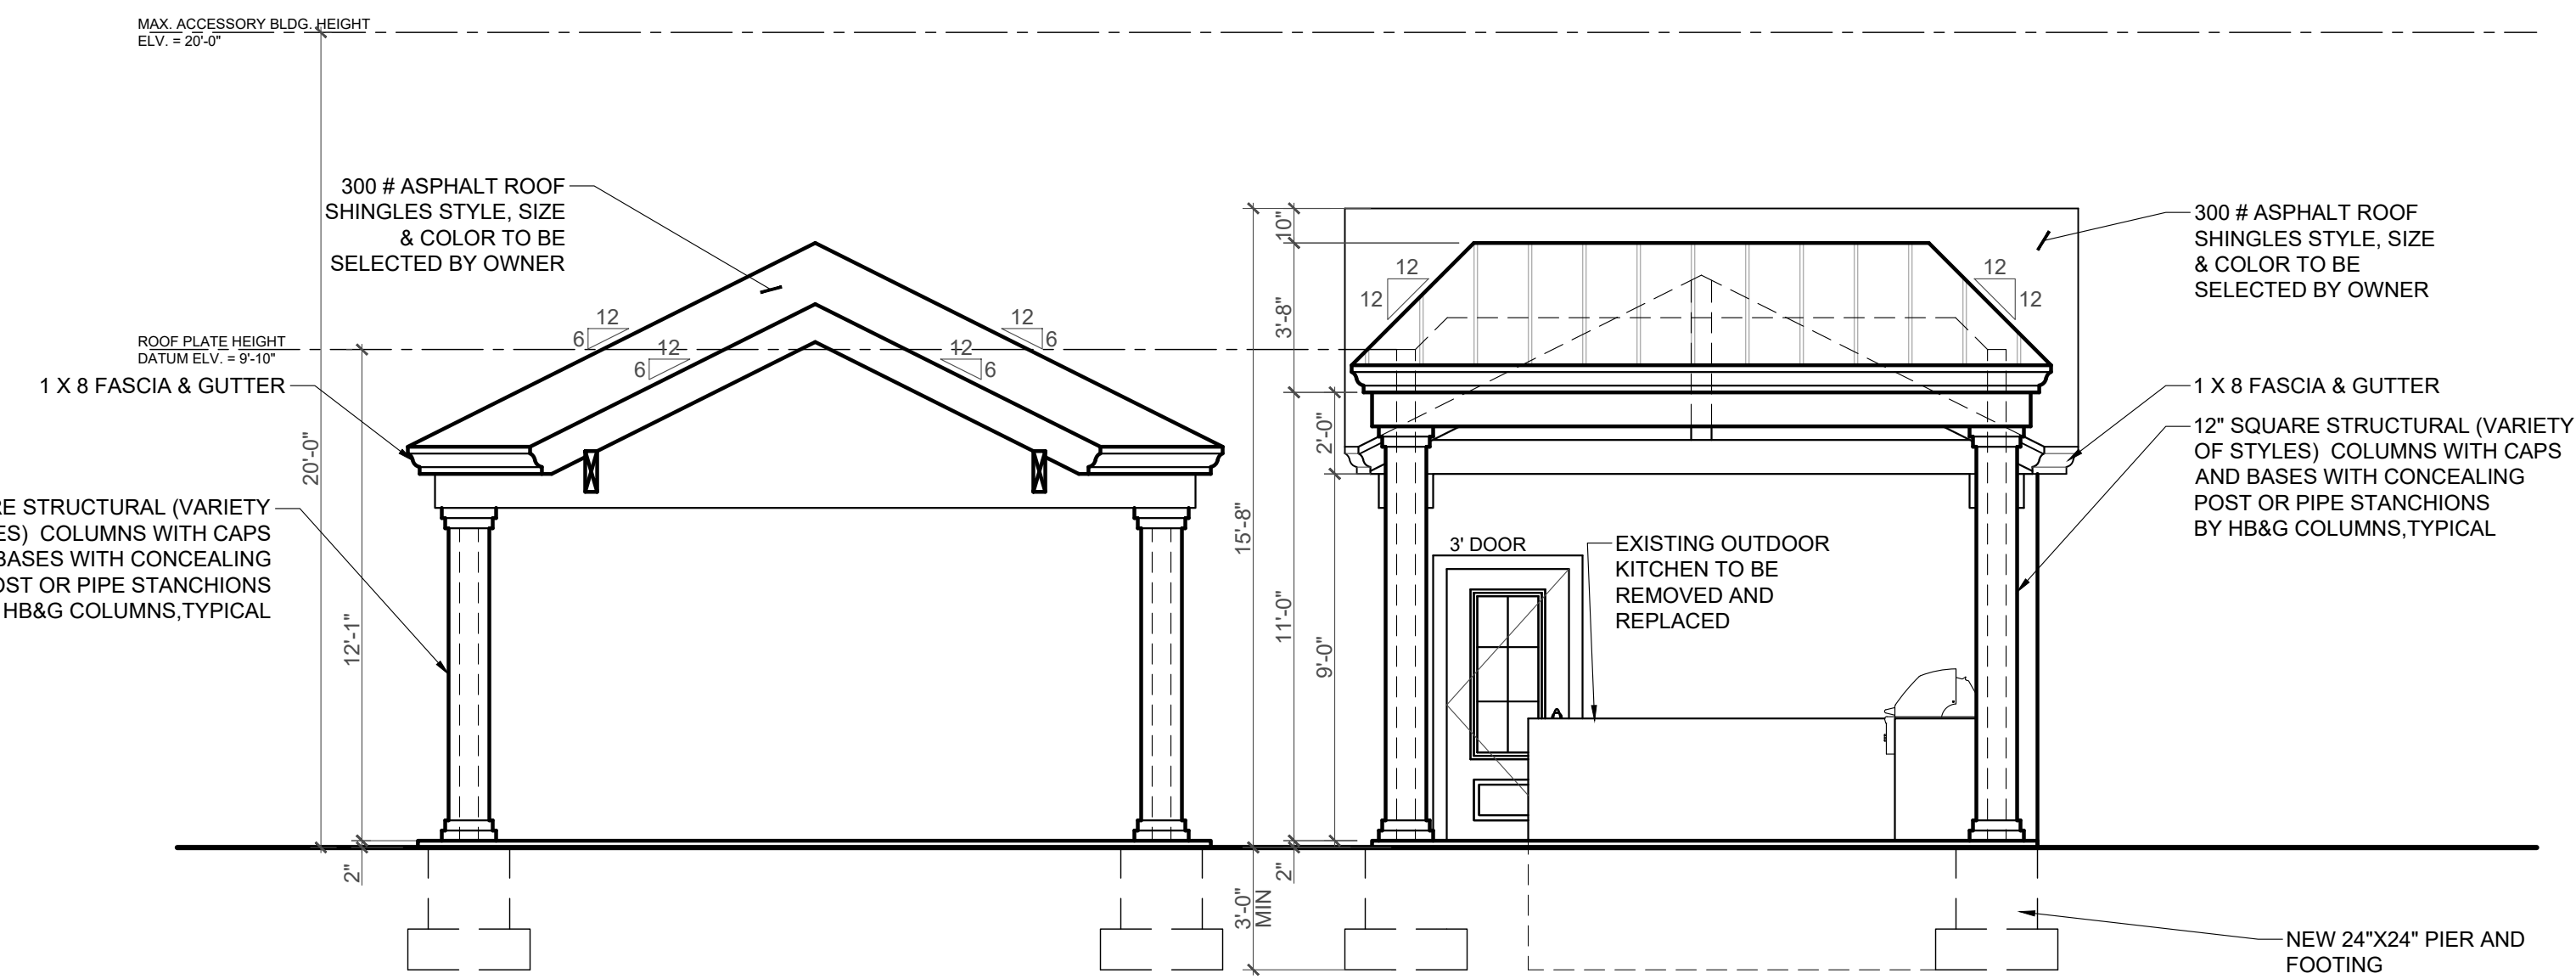 MAX. ACCESSORY BLDG. HEIGHT
ELV. = 20'-0"
300 # ASPHALT ROOF
SHINGLES STYLE, SIZE
& COLOR TO BE
SELECTED BY OWNER
12
6
12
6
12
6
12
6
ROOF PLATE HEIGHT
DATUM ELV. = 9'-10"
1 X 8 FASCIA & GUTTER
20'-0"
STRUCTURAL (VARIETY
COLUMNS WITH CAPS
BASES WITH CONCEALING
OR PIPE STANCHIONS
HB&G COLUMNS,TYPICAL
12'-1"
2"
15'-8"
10"
3'-8"
2'-0"
11'-0"
9'-0"
2"
3'-0"
MIN
12
12
12
12
300 # ASPHALT ROOF
SHINGLES STYLE, SIZE
& COLOR TO BE
SELECTED BY OWNER
1 X 8 FASCIA & GUTTER
12" SQUARE STRUCTURAL (VARIETY
OF STYLES) COLUMNS WITH CAPS
AND BASES WITH CONCEALING
POST OR PIPE STANCHIONS
BY HB&G COLUMNS,TYPICAL
3' DOOR
EXISTING OUTDOOR
KITCHEN TO BE
REMOVED AND
REPLACED
NEW 24"X24" PIER AND
FOOTING